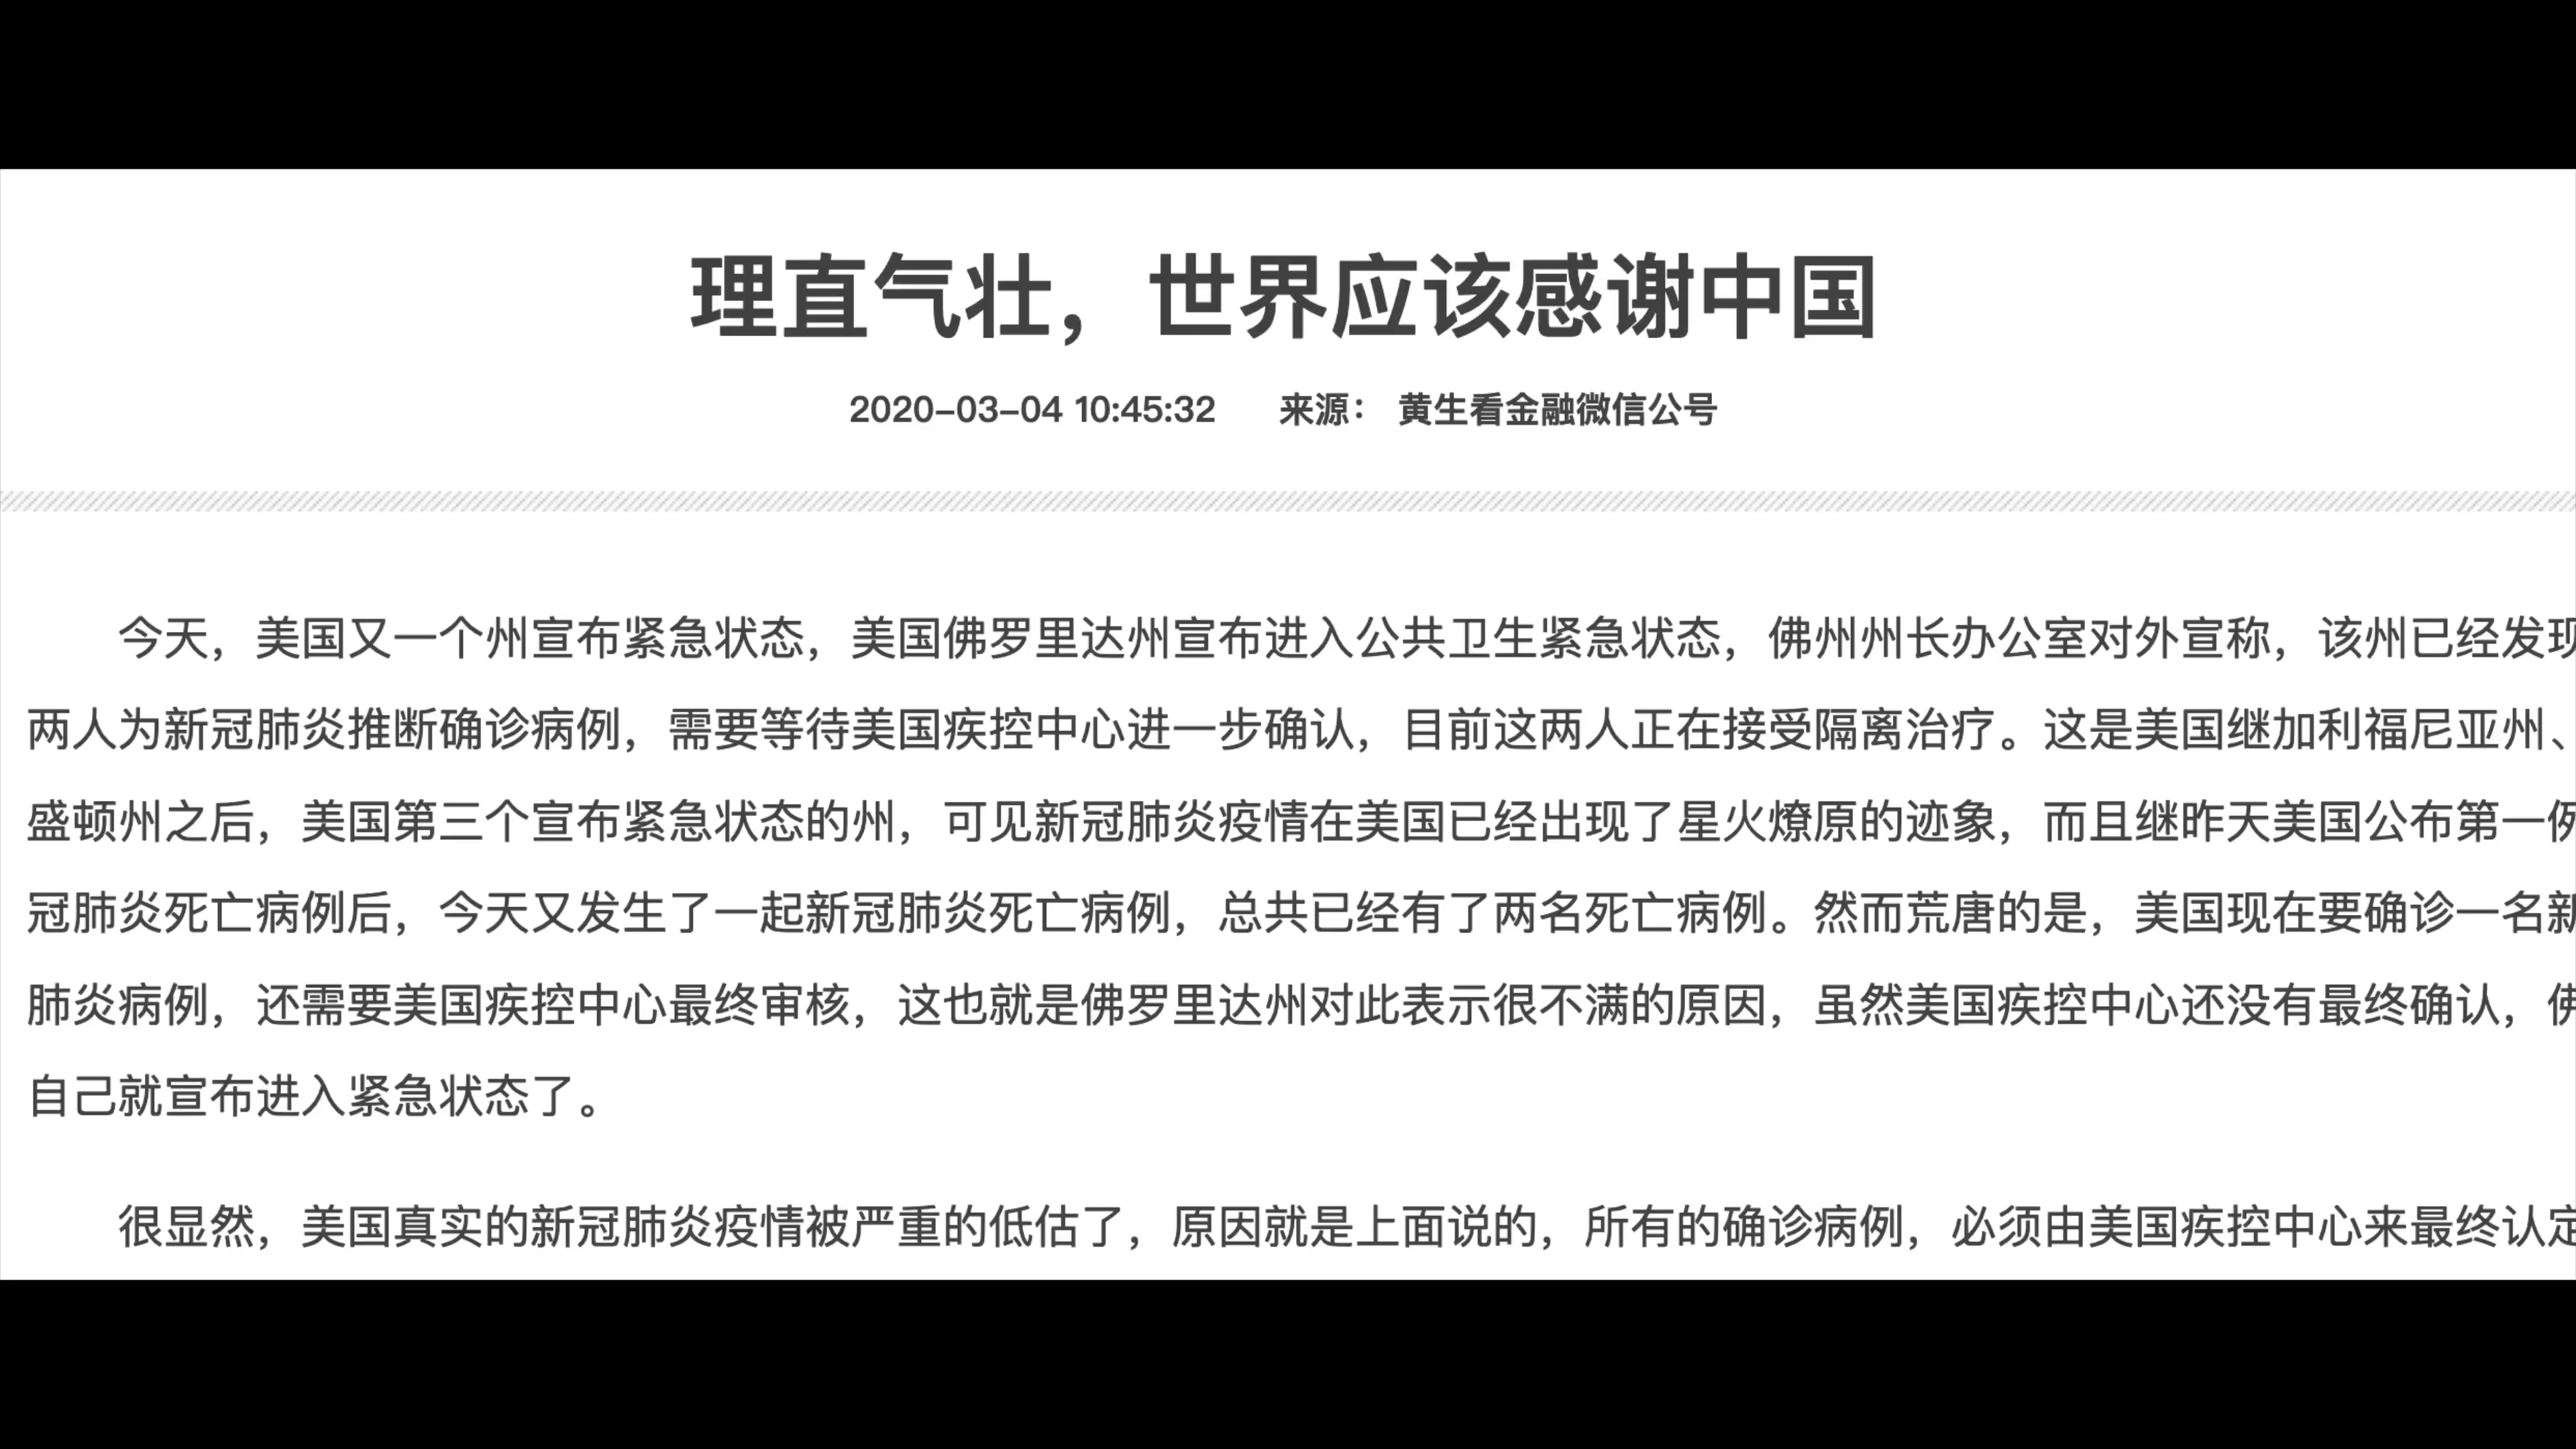 理直气壮，世界应该感谢中国
2020-03-04 10:45:32 来源： 黄生看金融微信公号
今天，美国又一个州宣布紧急状态，美国佛罗里达州宣布进入公共卫生紧急状态，佛州州长办公室对外宣称，该州已经发现
两人为新冠肺炎推断确诊病例，需要等待美国疾控中心进一步确认，目前这两人正在接受隔离治疗。这是美国继加利福尼亚州、
盛顿州之后，美国第三个宣布紧急状态的州，可见新冠肺炎疫情在美国已经出现了星火燎原的迹象，而且继昨天美国公布第一例
冠肺炎死亡病例后，今天又发生了一起新冠肺炎死亡病例，总共已经有了两名死亡病例。然而荒唐的是，美国现在要确诊一名新
肺炎病例，还需要美国疾控中心最终审核，这也就是佛罗里达州对此表示很不满的原因，虽然美国疾控中心还没有最终确认，佛
自己就宣布进入紧急状态了。
很显然，美国真实的新冠肺炎疫情被严重的低估了，原因就是上面说的，所有的确诊病例，必须由美国疾控中心来最终认定